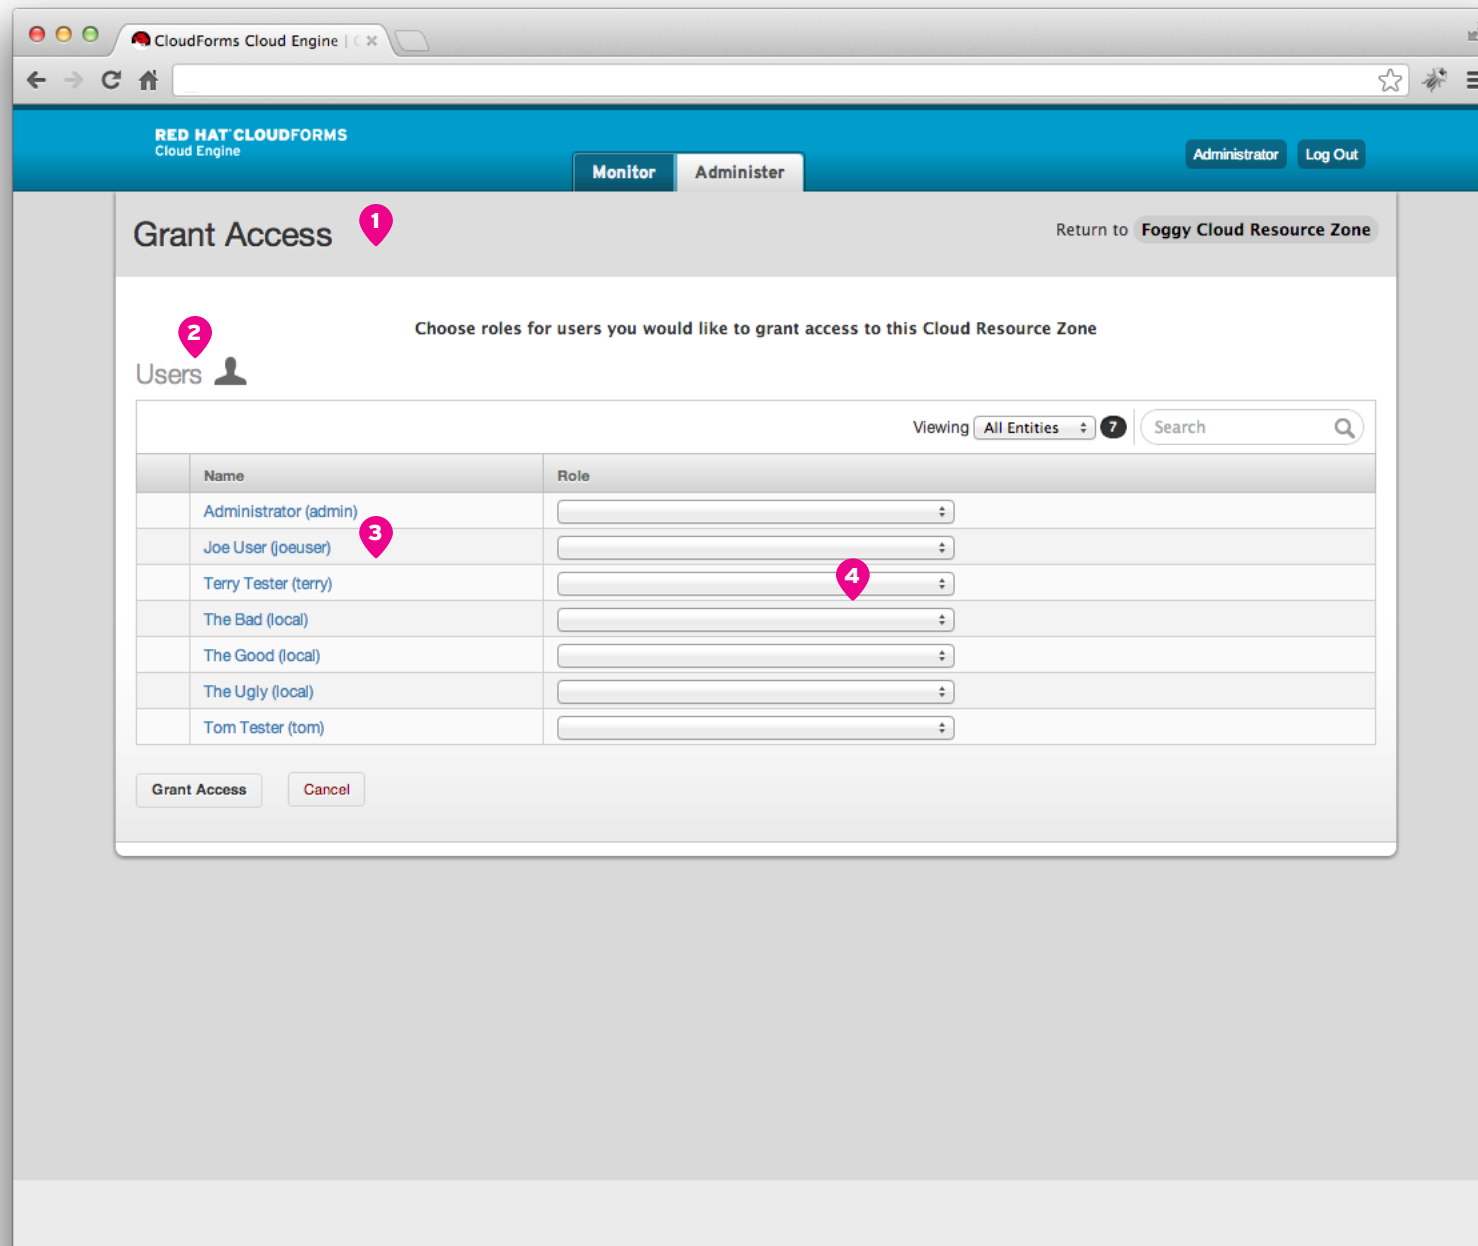 CloudForms Cloud Engine |
RED HAT CLOUDFORMS
Cloud Engine
Monitor
Administer
Administrator
Log Out
Grant Access
1
Return to Foggy Cloud Resource Zone
2
Choose roles for users you would like to grant access to this Cloud Resource Zone
Users
Viewing All Entities 7 Search
Name Role
Administrator (admin)
3
Joe User (joeuser)
4
Terry Tester (terry)
The Bad (local)
The Good (local)
The Ugly (local)
Tom Tester (tom)
Grant Access Cancel